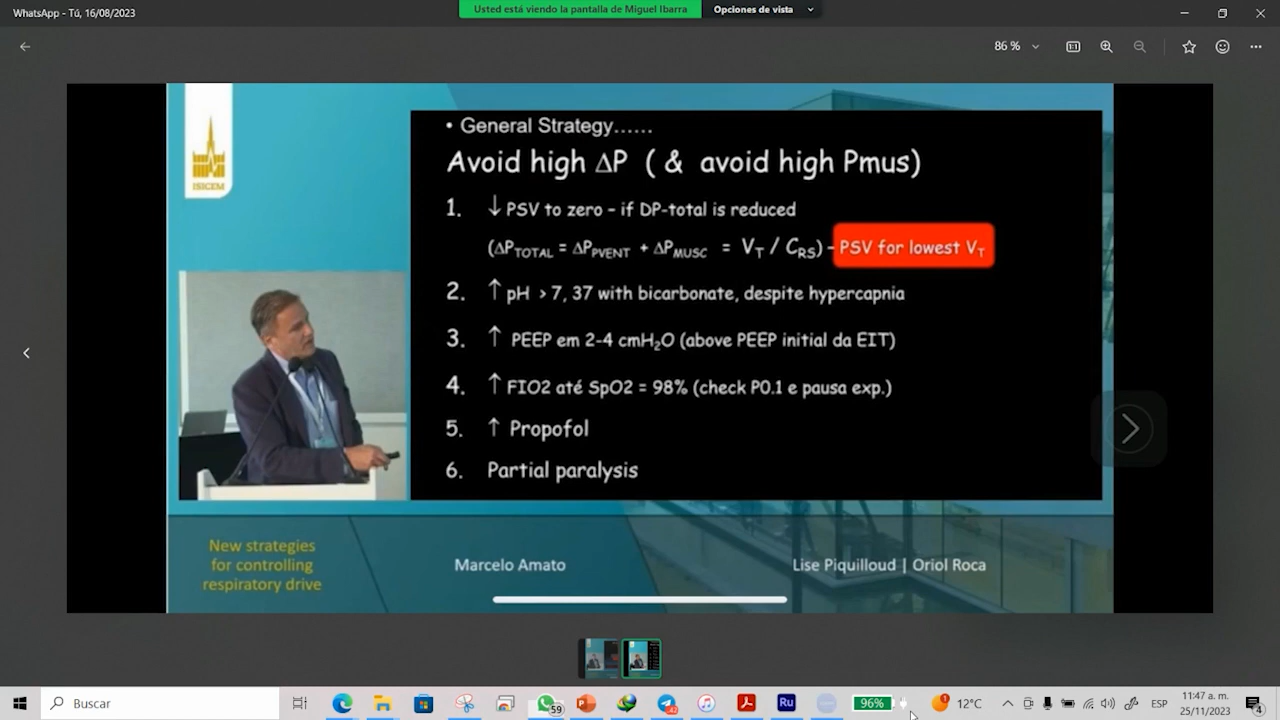 WhatsApp - Tú, 16/08/2023
Usted está viendo la pantalla de Miguel Ibarra
Opciones de vista
86 %
1:1
ISICEM
• General Strategy......
Avoid high ΔP ( & avoid high Pmus)
1. ↓ PSV to zero – if DP-total is reduced
(ΔPTOTAL = ΔPPVENT + ΔPMUSC = VT / CRS) – PSV for lowest VT
2. ↑ pH > 7, 37 with bicarbonate, despite hypercapnia
3. ↑ PEEP em 2-4 cmH₂O (above PEEP initial da EIT)
4. ↑ FIO2 até SpO2 = 98% (check P0.1 e pausa exp.)
5. ↑ Propofol
6. Partial paralysis
New strategies
for controlling
respiratory drive
Marcelo Amato
Lise Piquilloud | Oriol Roca
Buscar
59
Ru
96%
1
12°C
ESP
11:47 a. m.
25/11/2023
4